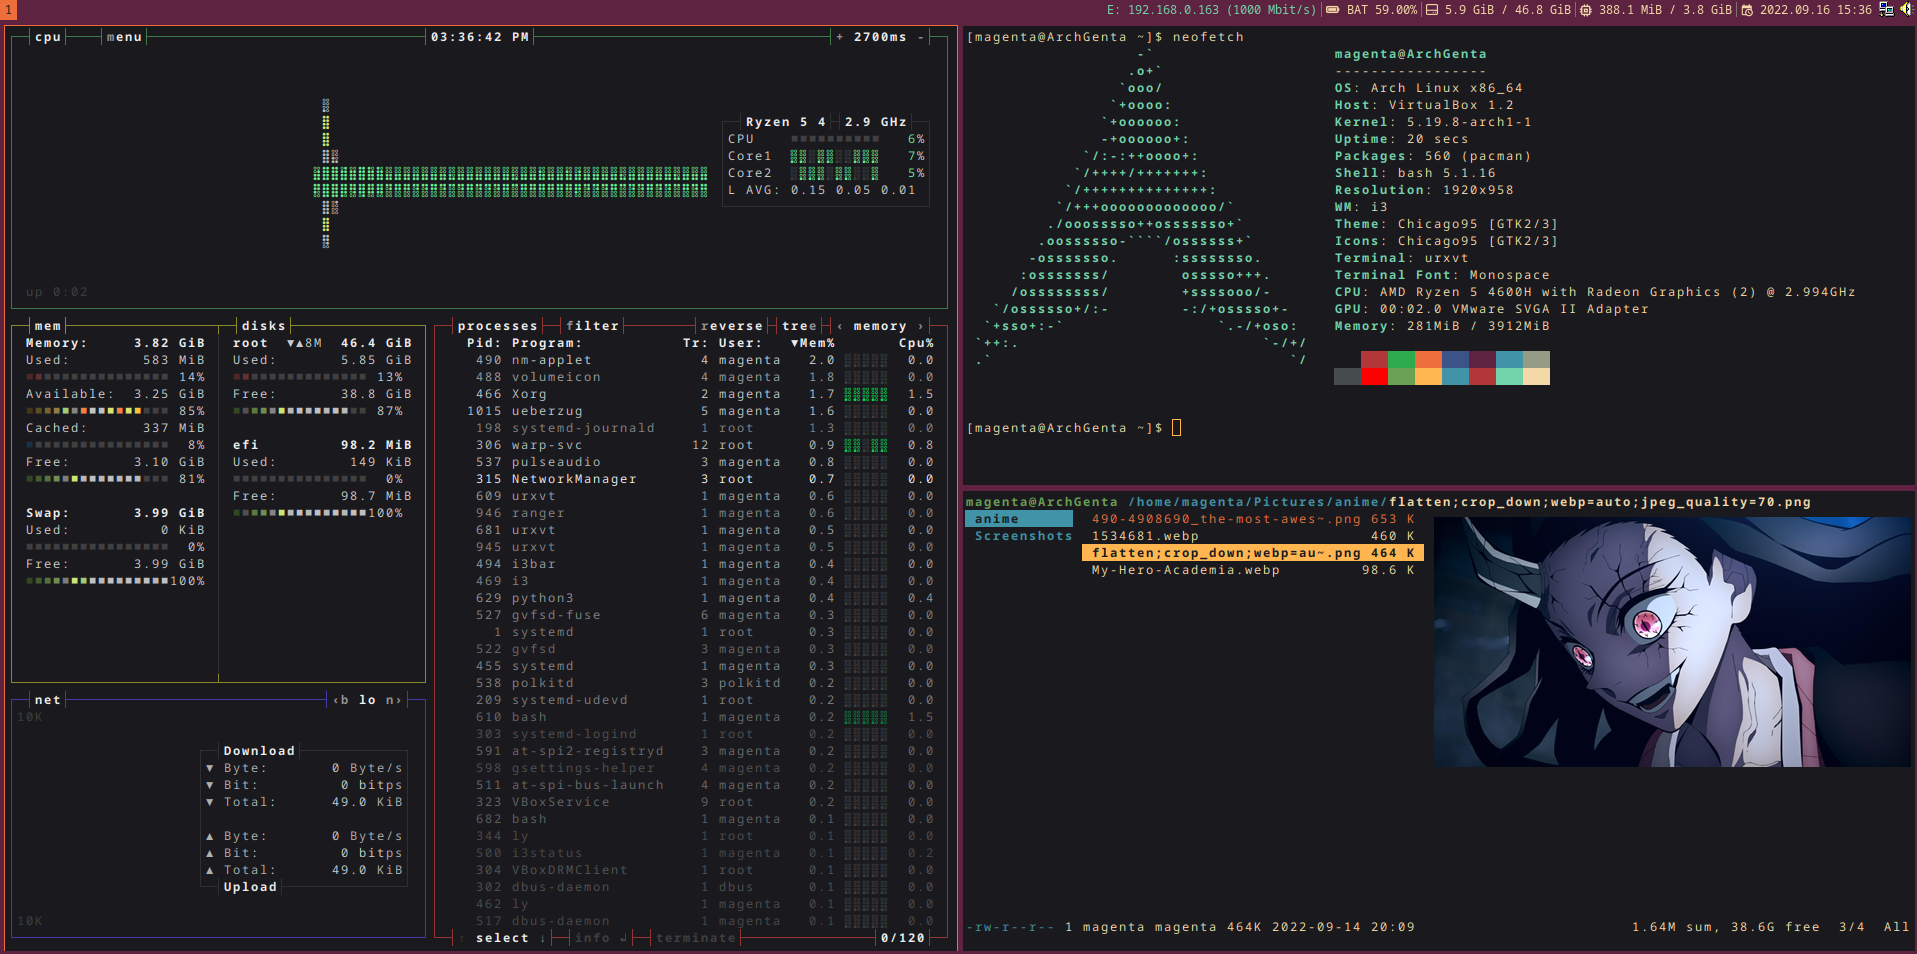 1
E: 192.168.0.163 (1000 Mbit/s) BAT 59.00% 5.9 GiB / 46.8 GiB 388.1 MiB / 3.8 GiB 2022.09.16 15:36
cpu menu 03:36:42 PM + 2700ms -
Ryzen 5 4 2.9 GHz
CPU 6%
Core1 7%
Core2 5%
L AVG: 0.15 0.05 0.01
up 0:02
mem disks
Memory: 3.82 GiB
Used: 583 MiB
14%
Available: 3.25 GiB
85%
Cached: 337 MiB
8%
Free: 3.10 GiB
81%
Swap: 3.99 GiB
Used: 0 KiB
0%
Free: 3.99 GiB
100%
root ▼▲8M 46.4 GiB
Used: 5.85 GiB
13%
Free: 38.8 GiB
87%
efi 98.2 MiB
Used: 149 KiB
0%
Free: 98.7 MiB
100%
net ‹b lo n›
10K
Download
▼ Byte: 0 Byte/s
▼ Bit: 0 bitps
▼ Total: 49.0 KiB
▲ Byte: 0 Byte/s
▲ Bit: 0 bitps
▲ Total: 49.0 KiB
Upload
10K
processes filter reverse tree ‹ memory ›
Pid: Program: Tr: User: ▼Mem% Cpu%
490 nm-applet 4 magenta 2.0 0.0
488 volumeicon 4 magenta 1.8 0.0
466 Xorg 2 magenta 1.7 1.5
1015 ueberzug 5 magenta 1.6 0.0
198 systemd-journald 1 root 1.3 0.0
306 warp-svc 12 root 0.9 0.8
537 pulseaudio 3 magenta 0.8 0.0
315 NetworkManager 3 root 0.7 0.0
609 urxvt 1 magenta 0.6 0.0
946 ranger 1 magenta 0.6 0.0
681 urxvt 1 magenta 0.5 0.0
945 urxvt 1 magenta 0.5 0.0
494 i3bar 1 magenta 0.4 0.0
469 i3 1 magenta 0.4 0.0
629 python3 1 magenta 0.4 0.4
527 gvfsd-fuse 6 magenta 0.3 0.0
1 systemd 1 root 0.3 0.0
522 gvfsd 3 magenta 0.3 0.0
455 systemd 1 magenta 0.3 0.0
538 polkitd 3 polkitd 0.2 0.0
209 systemd-udevd 1 root 0.2 0.0
610 bash 1 magenta 0.2 1.5
303 systemd-logind 1 root 0.2 0.0
591 at-spi2-registryd 3 magenta 0.2 0.0
598 gsettings-helper 4 magenta 0.2 0.0
511 at-spi-bus-launch 4 magenta 0.2 0.0
323 VBoxService 9 root 0.2 0.0
682 bash 1 magenta 0.1 0.0
344 ly 1 root 0.1 0.0
500 i3status 1 magenta 0.1 0.2
304 VBoxDRMClient 1 root 0.1 0.0
302 dbus-daemon 1 dbus 0.1 0.0
462 ly 1 root 0.1 0.0
517 dbus-daemon 1 magenta 0.1 0.0
↑ select ↓ info ↲ terminate 0/120
[magenta@ArchGenta ~]$ neofetch
-`
.o+`
`ooo/
`+oooo:
`+oooooo:
-+oooooo+:
`/:-:++oooo+:
`/++++/+++++++:
`/++++++++++++++:
`/+++ooooooooooooo/`
./ooosssso++osssssso+`
.oossssso-````/ossssss+`
-osssssso. :ssssssso.
:osssssss/ osssso+++.
/ossssssss/ +ssssooo/-
`/ossssso+/:- -:/+osssso+-
`+sso+:-` `.-/+oso:
`++:. `-/+/
.` `/
magenta@ArchGenta
-----------------
OS: Arch Linux x86_64
Host: VirtualBox 1.2
Kernel: 5.19.8-arch1-1
Uptime: 20 secs
Packages: 560 (pacman)
Shell: bash 5.1.16
Resolution: 1920x958
WM: i3
Theme: Chicago95 [GTK2/3]
Icons: Chicago95 [GTK2/3]
Terminal: urxvt
Terminal Font: Monospace
CPU: AMD Ryzen 5 4600H with Radeon Graphics (2) @ 2.994GHz
GPU: 00:02.0 VMware SVGA II Adapter
Memory: 281MiB / 3912MiB
[magenta@ArchGenta ~]$
magenta@ArchGenta /home/magenta/Pictures/anime/flatten;crop_down;webp=auto;jpeg_quality=70.png
anime 490-4908690_the-most-awes~.png 653 K
Screenshots 1534681.webp 460 K
flatten;crop_down;webp=au~.png 464 K
My-Hero-Academia.webp 98.6 K
-rw-r--r-- 1 magenta magenta 464K 2022-09-14 20:09 1.64M sum, 38.6G free 3/4 All